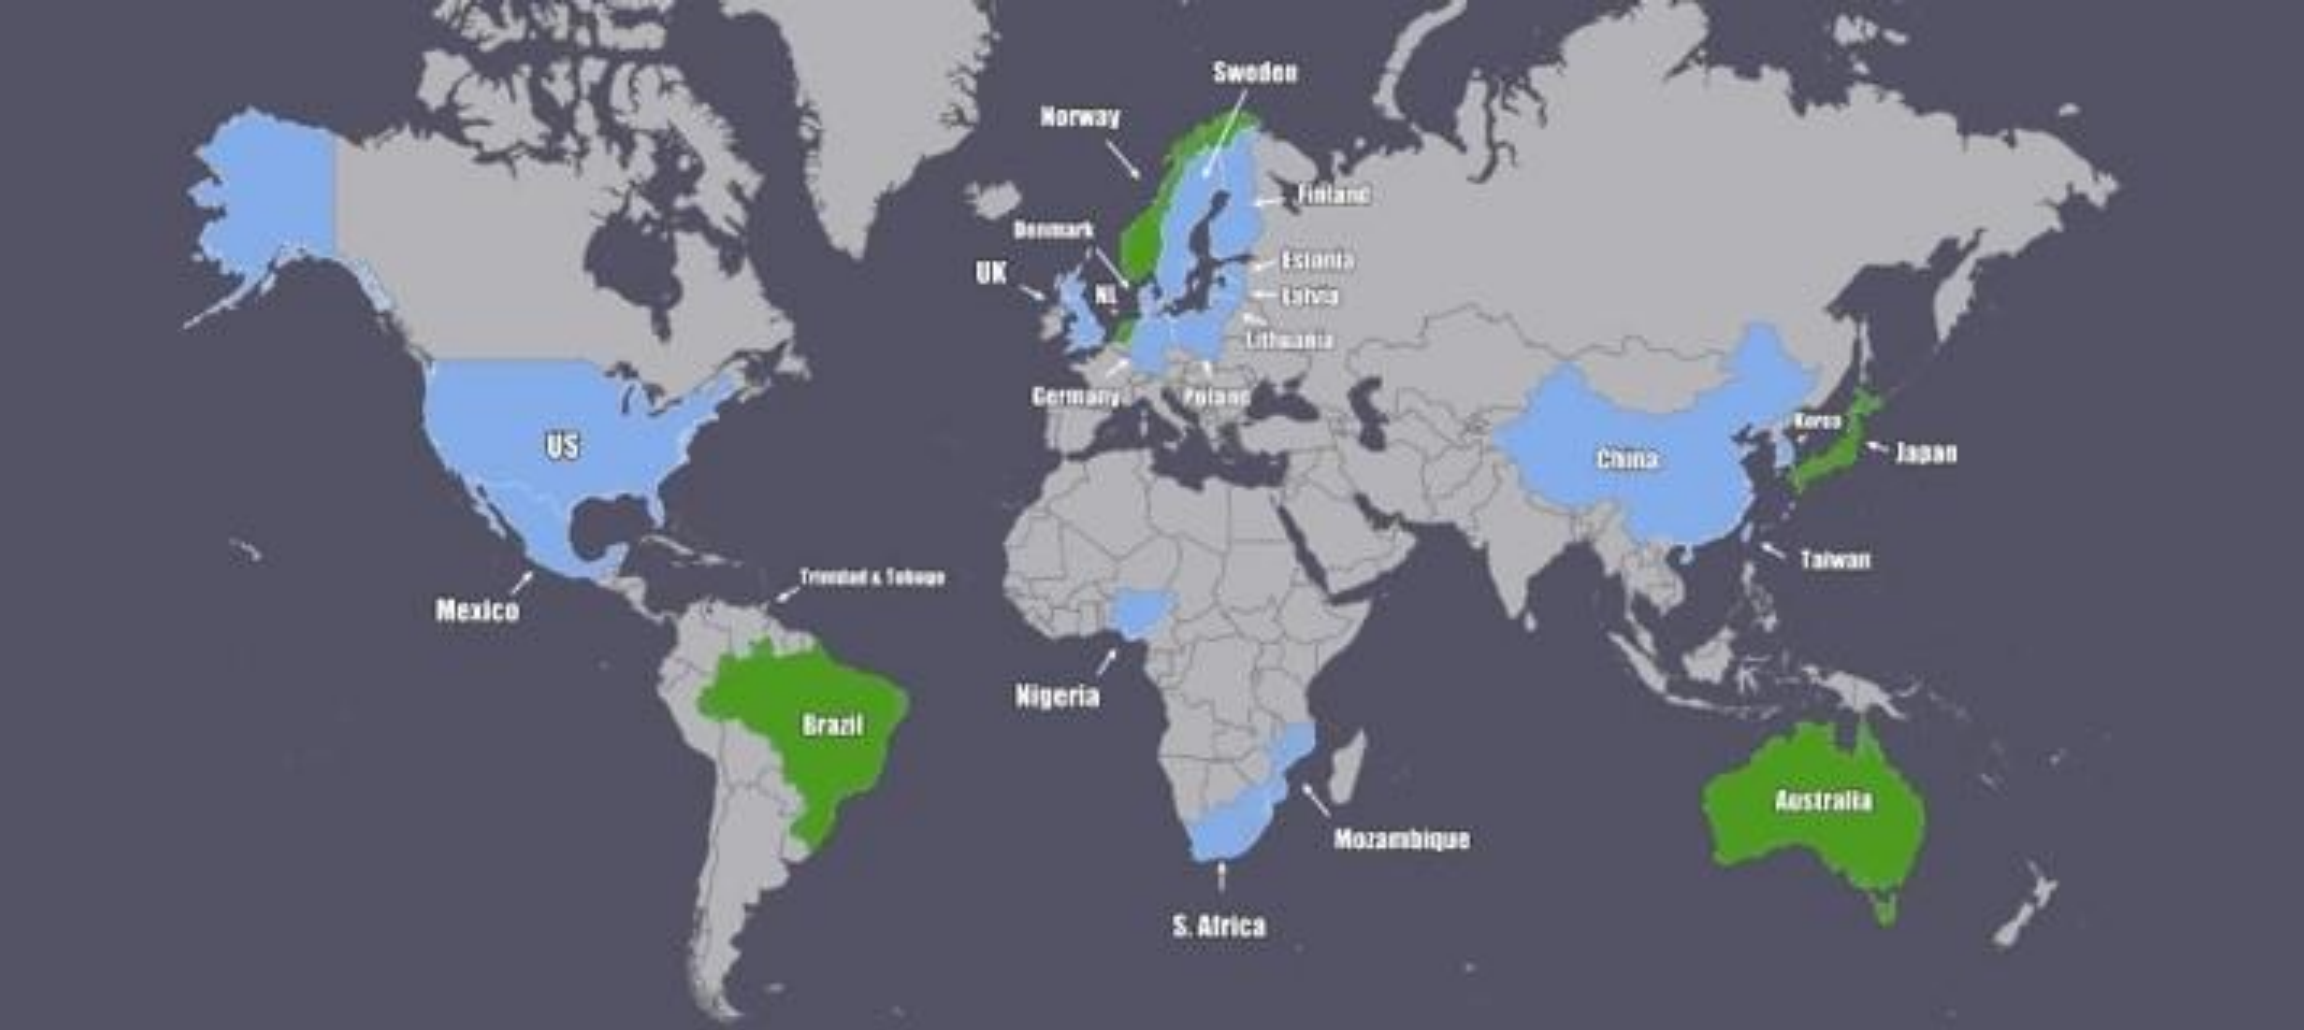 Sweden
Norway
Finland
Denmark
Estonia
UK
NL
Latvia
Lithuania
Germany
Poland
US
Korea
China
Japan
Taiwan
Trinidad & Tobago
Mexico
Nigeria
Brazil
Australia
Mozambique
S. Africa